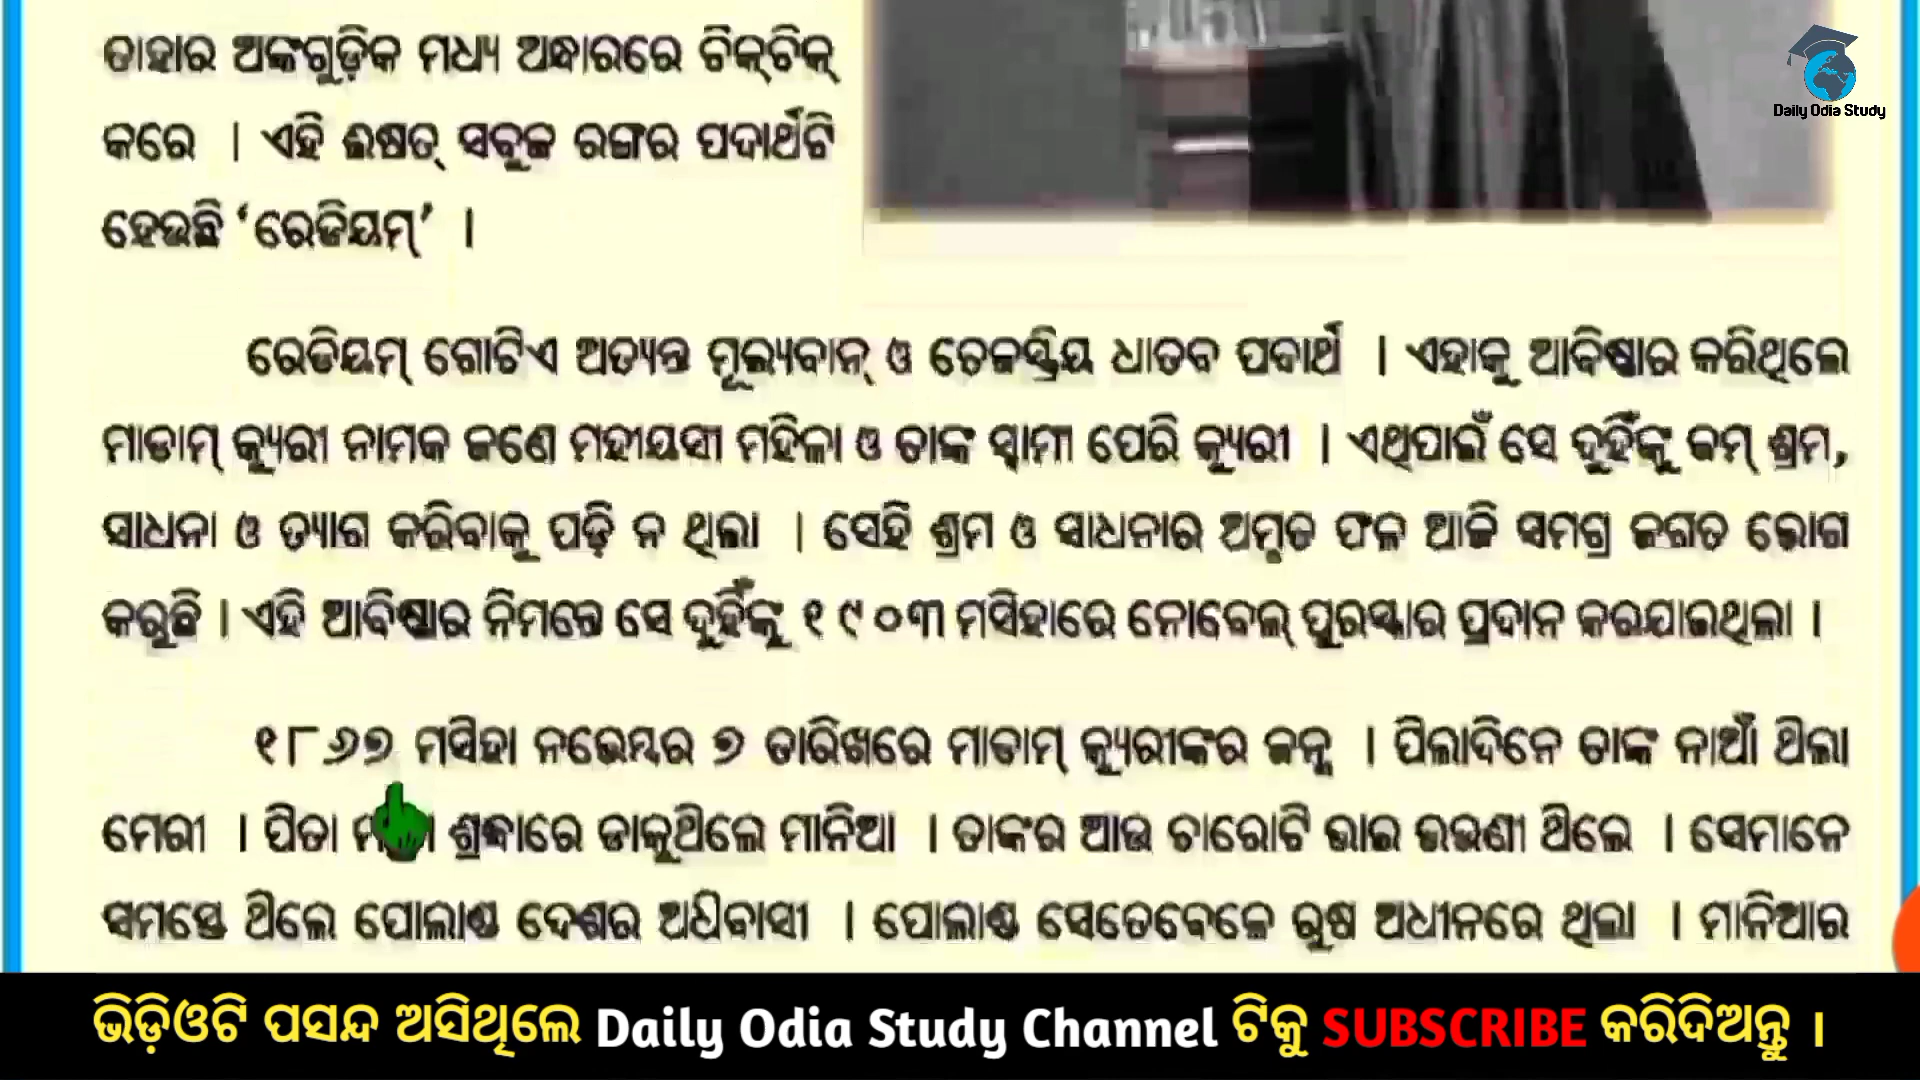 ତାହାର ଅଙ୍କଗୁଡ଼ିକ ମଧ୍ୟ ଅନ୍ଧାରରେ ଚିକ୍‌ଚିକ୍
କରେ । ଏହି ଈଷତ୍ ସବୁଜ ରଙ୍ଗର ପଦାର୍ଥଟି
ହେଉଛି ‘ରେଡିୟମ୍’ ।
Daily Odia Study
ରେଡିୟମ୍ ଗୋଟିଏ ଅତ୍ୟନ୍ତ ମୂଲ୍ୟବାନ୍ ଓ ତେଜସ୍କ୍ରିୟ ଧାତବ ପଦାର୍ଥ । ଏହାକୁ ଆବିଷ୍କାର କରିଥିଲେ
ମାଡାମ୍ କ୍ୟୁରୀ ନାମକ ଜଣେ ମହୀୟସୀ ମହିଳା ଓ ତାଙ୍କ ସ୍ୱାମୀ ପେରି କ୍ୟୁରୀ । ଏଥିପାଇଁ ସେ ଦୁହିଁଙ୍କୁ କମ୍ ଶ୍ରମ,
ସାଧନା ଓ ତ୍ୟାଗ କରିବାକୁ ପଡ଼ି ନ ଥିଲା । ସେହି ଶ୍ରମ ଓ ସାଧନାର ଅମୃତ ଫଳ ଆଜି ସମଗ୍ର ଜଗତ ଭୋଗ
କରୁଛି । ଏହି ଆବିଷ୍କାର ନିମନ୍ତେ ସେ ଦୁହିଁଙ୍କୁ ୧୯୦୩ ମସିହାରେ ନୋବେଲ୍ ପୁରସ୍କାର ପ୍ରଦାନ କରାଯାଇଥିଲା ।
୧୮୬୭ ମସିହା ନଭେମ୍ବର ୭ ତାରିଖରେ ମାଡାମ୍ କ୍ୟୁରୀଙ୍କର ଜନ୍ମ । ପିଲାଦିନେ ତାଙ୍କ ନାଆଁ ଥିଲା
ମେରୀ । ପିତା ଶ୍ରଦ୍ଧାରେ ଡାକୁଥିଲେ ମାନିଆ । ତାଙ୍କର ଆଉ ଚାରୋଟି ଭାଇ ଭଉଣୀ ଥିଲେ । ସେମାନେ
ସମସ୍ତେ ଥିଲେ ପୋଲାଣ୍ଡ ଦେଶର ଅଧିବାସୀ । ପୋଲାଣ୍ଡ ସେତେବେଳେ ରୁଷ ଅଧୀନରେ ଥିଲା । ମାନିଆର
ଭିଡ଼ିଓଟି ପସନ୍ଦ ଅସିଥିଲେ Daily Odia Study Channel ଟିକୁ SUBSCRIBE କରିଦିଅନ୍ତୁ ।